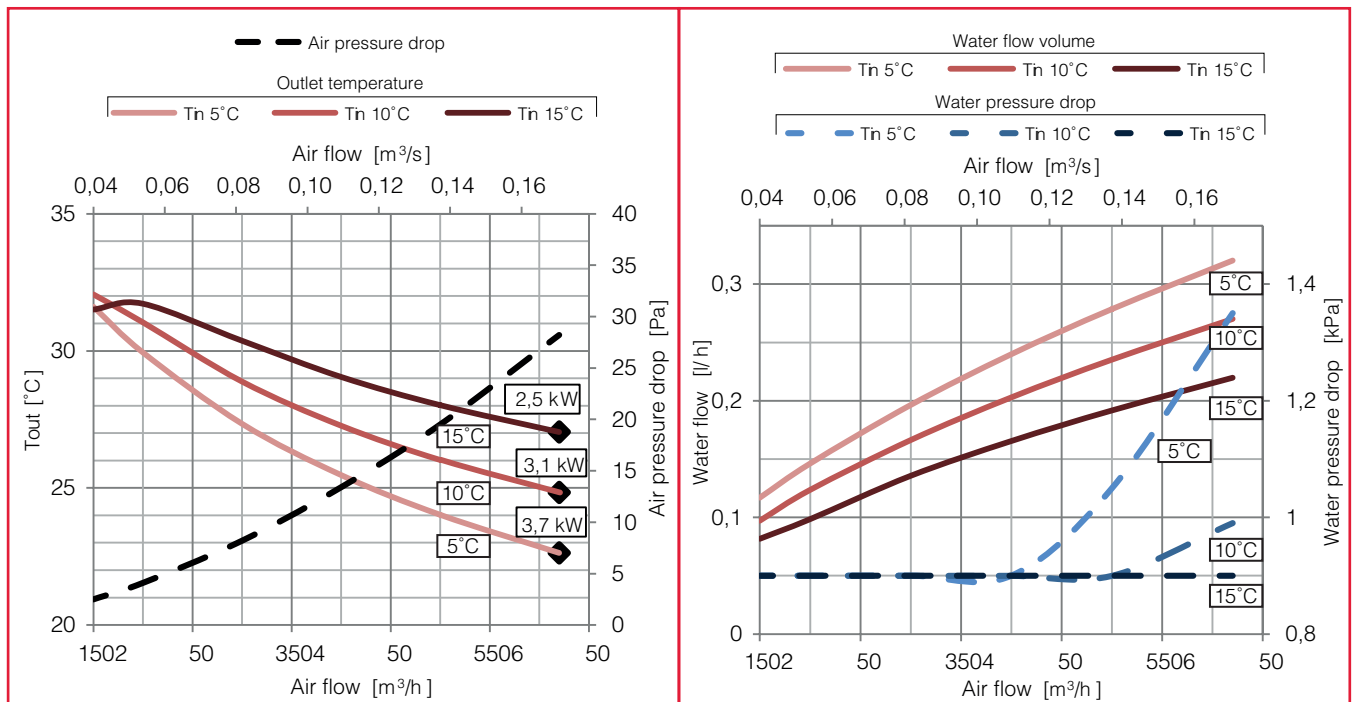 Air pressure drop
Outlet temperature
Tin 5°C Tin 10°C Tin 15°C
Air flow [m³/s]
0,04 0,06 0,08 0,10 0,12 0,14 0,16
35 40
35
30 30
25
25 20
15
10
5
20 0
Tout [°C]
Air pressure drop [Pa]
2,5 kW
15°C
3,1 kW
10°C
3,7 kW
5°C
1502 50 3504 50 5506 50
Air flow [m³/h]
Water flow volume
Tin 5°C Tin 10°C Tin 15°C
Water pressure drop
Tin 5°C Tin 10°C Tin 15°C
Air flow [m³/s]
0,04 0,06 0,08 0,10 0,12 0,14 0,16
0,3 1,4
0,2 1,2
0,1 1
0 0,8
Water flow [l/h]
Water pressure drop [kPa]
5°C
10°C
15°C
5°C
10°C
15°C
1502 50 3504 50 5506 50
Air flow [m³/h]